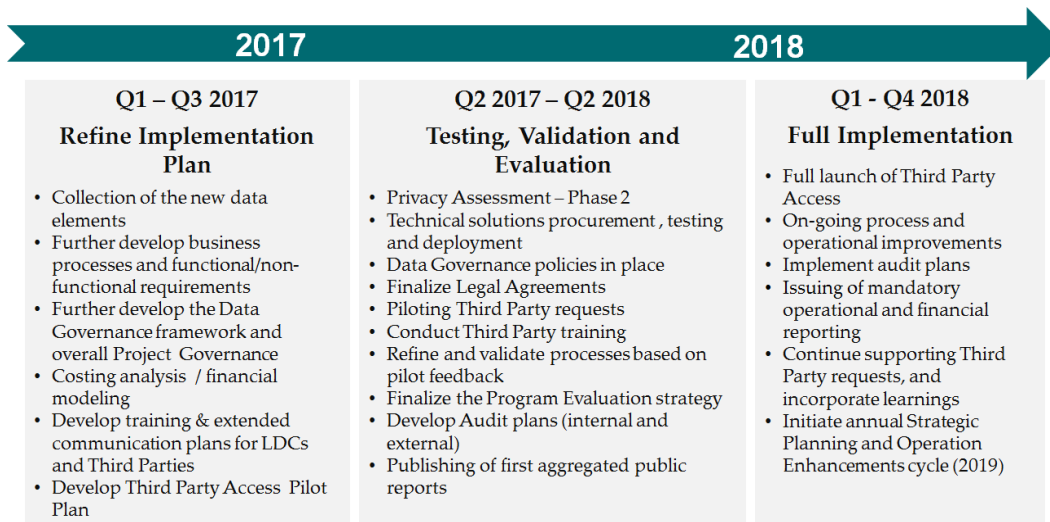 2017
2018
Q1 – Q3 2017
Refine Implementation
Plan
• Collection of the new data
elements
• Further develop business
processes and functional/non-
functional requirements
• Further develop the Data
Governance framework and
overall Project Governance
• Costing analysis / financial
modeling
• Develop training & extended
communication plans for LDCs
and Third Parties
• Develop Third Party Access Pilot
Plan
Q2 2017 – Q2 2018
Testing, Validation and
Evaluation
• Privacy Assessment – Phase 2
• Technical solutions procurement , testing
and deployment
• Data Governance policies in place
• Finalize Legal Agreements
• Piloting Third Party requests
• Conduct Third Party training
• Refine and validate processes based on
pilot feedback
• Finalize the Program Evaluation strategy
• Develop Audit plans (internal and
external)
• Publishing of first aggregated public
reports
Q1 - Q4 2018
Full Implementation
• Full launch of Third Party
Access
• On-going process and
operational improvements
• Implement audit plans
• Issuing of mandatory
operational and financial
reporting
• Continue supporting Third
Party requests, and
incorporate learnings
• Initiate annual Strategic
Planning and Operation
Enhancements cycle (2019)